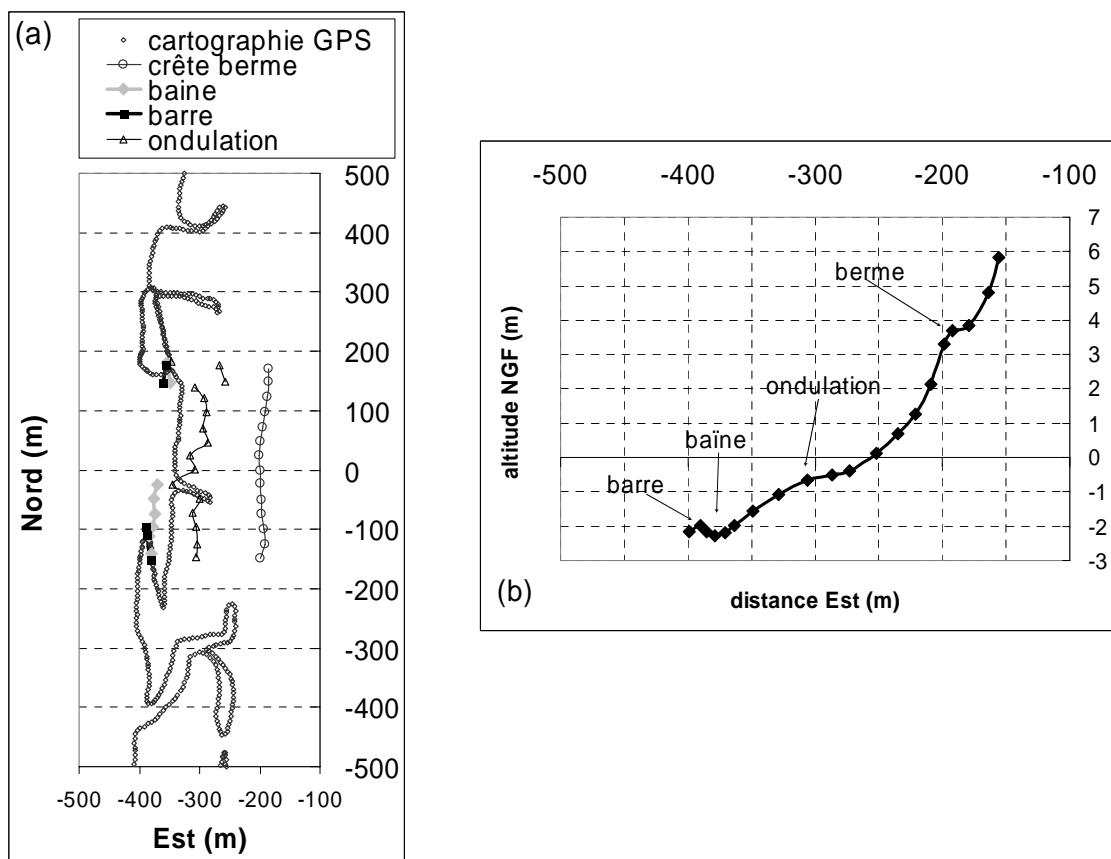 (a)
cartographie GPS
crête berme
baine
barre
ondulation
500
400
300
200
100
0
-100
-200
-300
-400
-500
Nord (m)
-500 -400 -300 -200 -100
Est (m)
-500 -400 -300 -200 -100
7
6
5
4
3
2
1
0
-1
-2
-3
altitude NGF (m)
berme
ondulation
baïne
barre
(b)
distance Est (m)